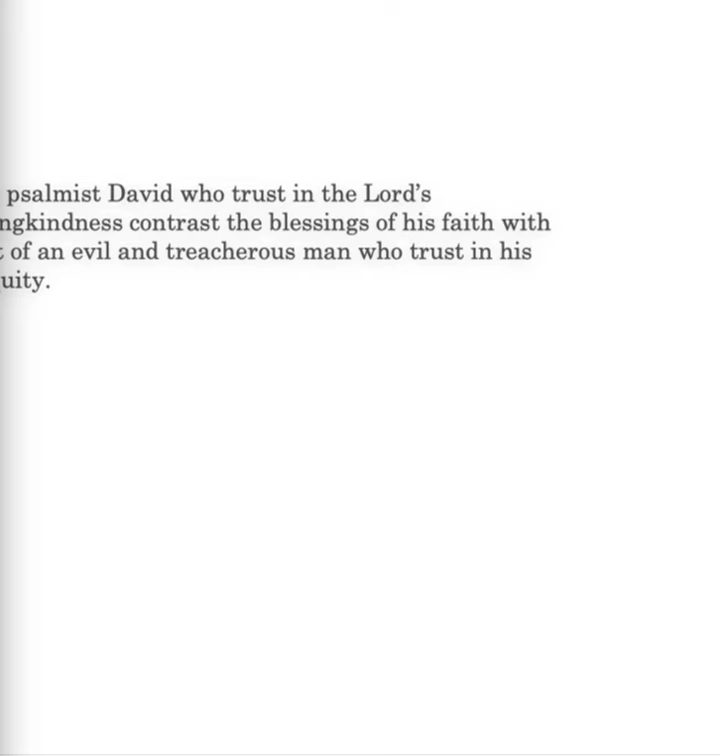 psalmist David who trust in the Lord's
ngkindness contrast the blessings of his faith with
of an evil and treacherous man who trust in his
uity.